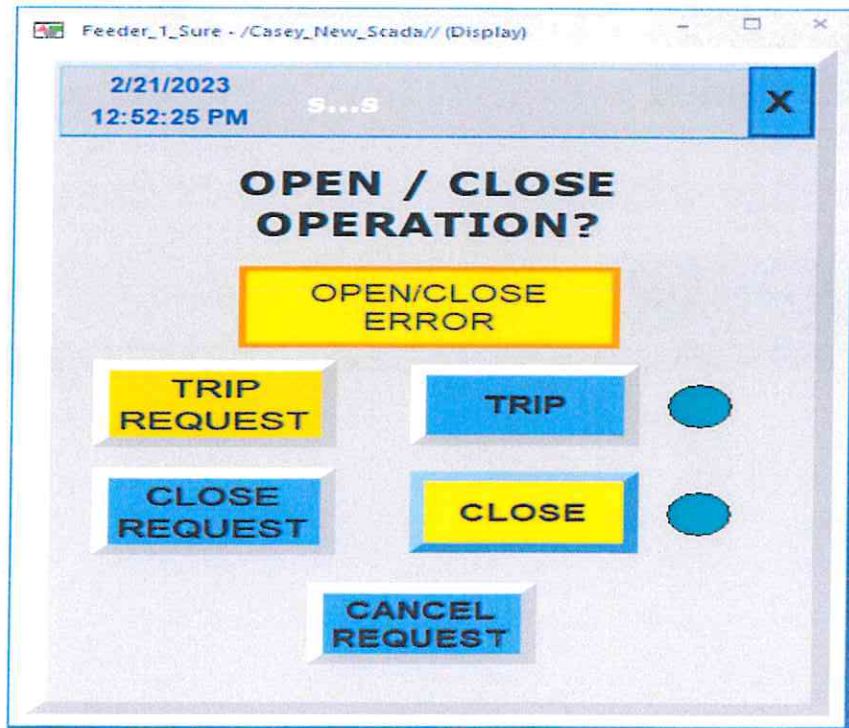 Feeder_1_Sure - /Casey_New_Scada// (Display)
2/21/2023
12:52:25 PM
s...s
X
OPEN / CLOSE
OPERATION?
OPEN/CLOSE
ERROR
TRIP
REQUEST
TRIP
CLOSE
REQUEST
CLOSE
CANCEL
REQUEST